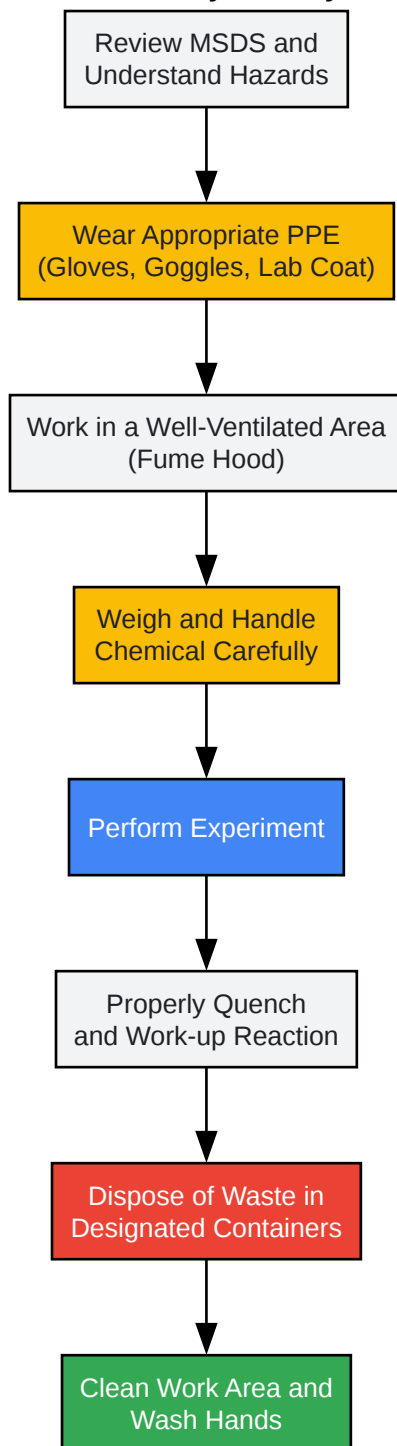 Review MSDS and
Understand Hazards
Wear Appropriate PPE
(Gloves, Goggles, Lab Coat)
Work in a Well-Ventilated Area
(Fume Hood)
Weigh and Handle
Chemical Carefully
Perform Experiment
Properly Quench
and Work-up Reaction
Dispose of Waste in
Designated Containers
Clean Work Area and
Wash Hands